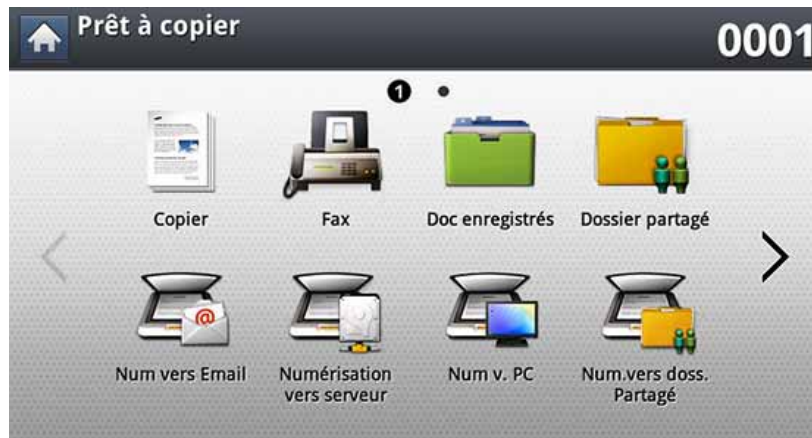 Prêt à copier
0001
1
Copier
Fax
Doc enregistrés
Dossier partagé
Num vers Email
Numérisation
vers serveur
Num v. PC
Num.vers doss.
Partagé